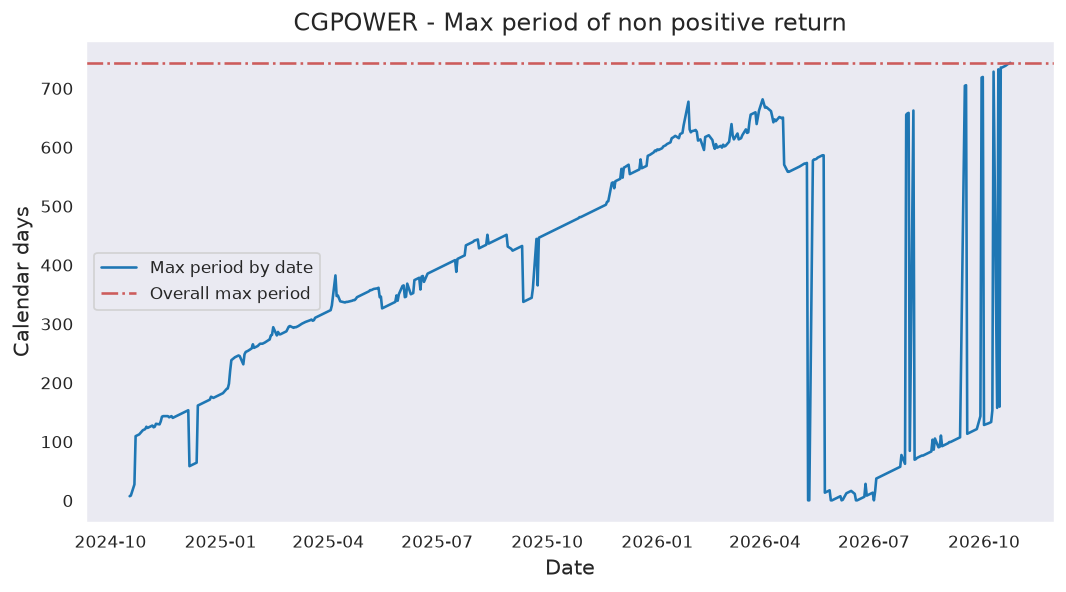 CGPOWER - Max period of non positive return
Calendar days
700
600
500
400
300
200
100
0
Max period by date
Overall max period
2024-10 2025-01 2025-04 2025-07 2025-10 2026-01 2026-04 2026-07 2026-10
Date